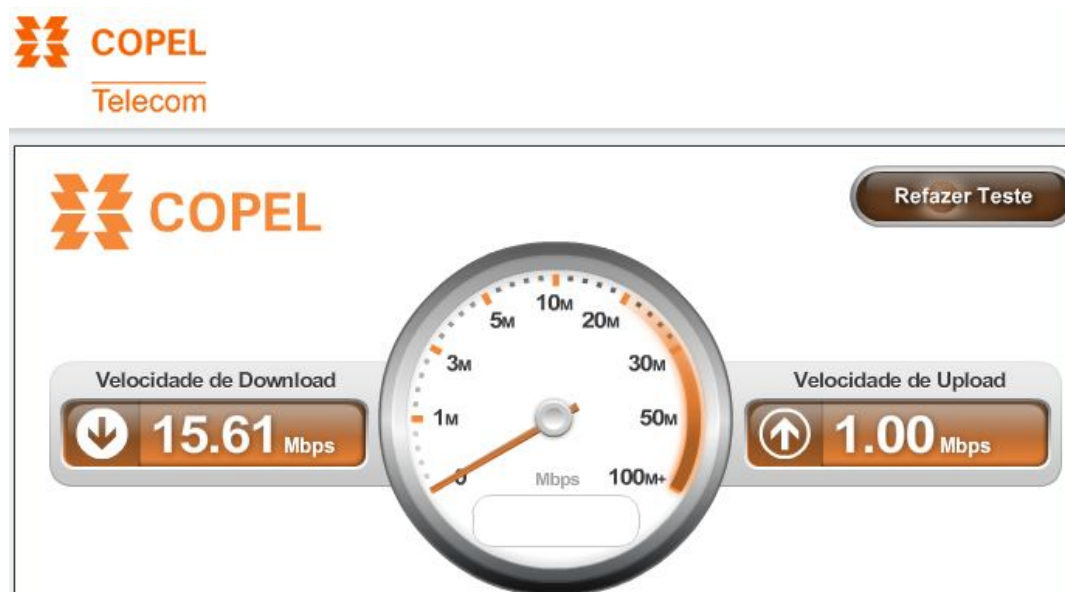 COPEL
Telecom
COPEL
Refazer Teste
Velocidade de Download
15.61 Mbps
0
1M
3M
5M
10M
20M
30M
50M
100M+
Mbps
Velocidade de Upload
1.00 Mbps